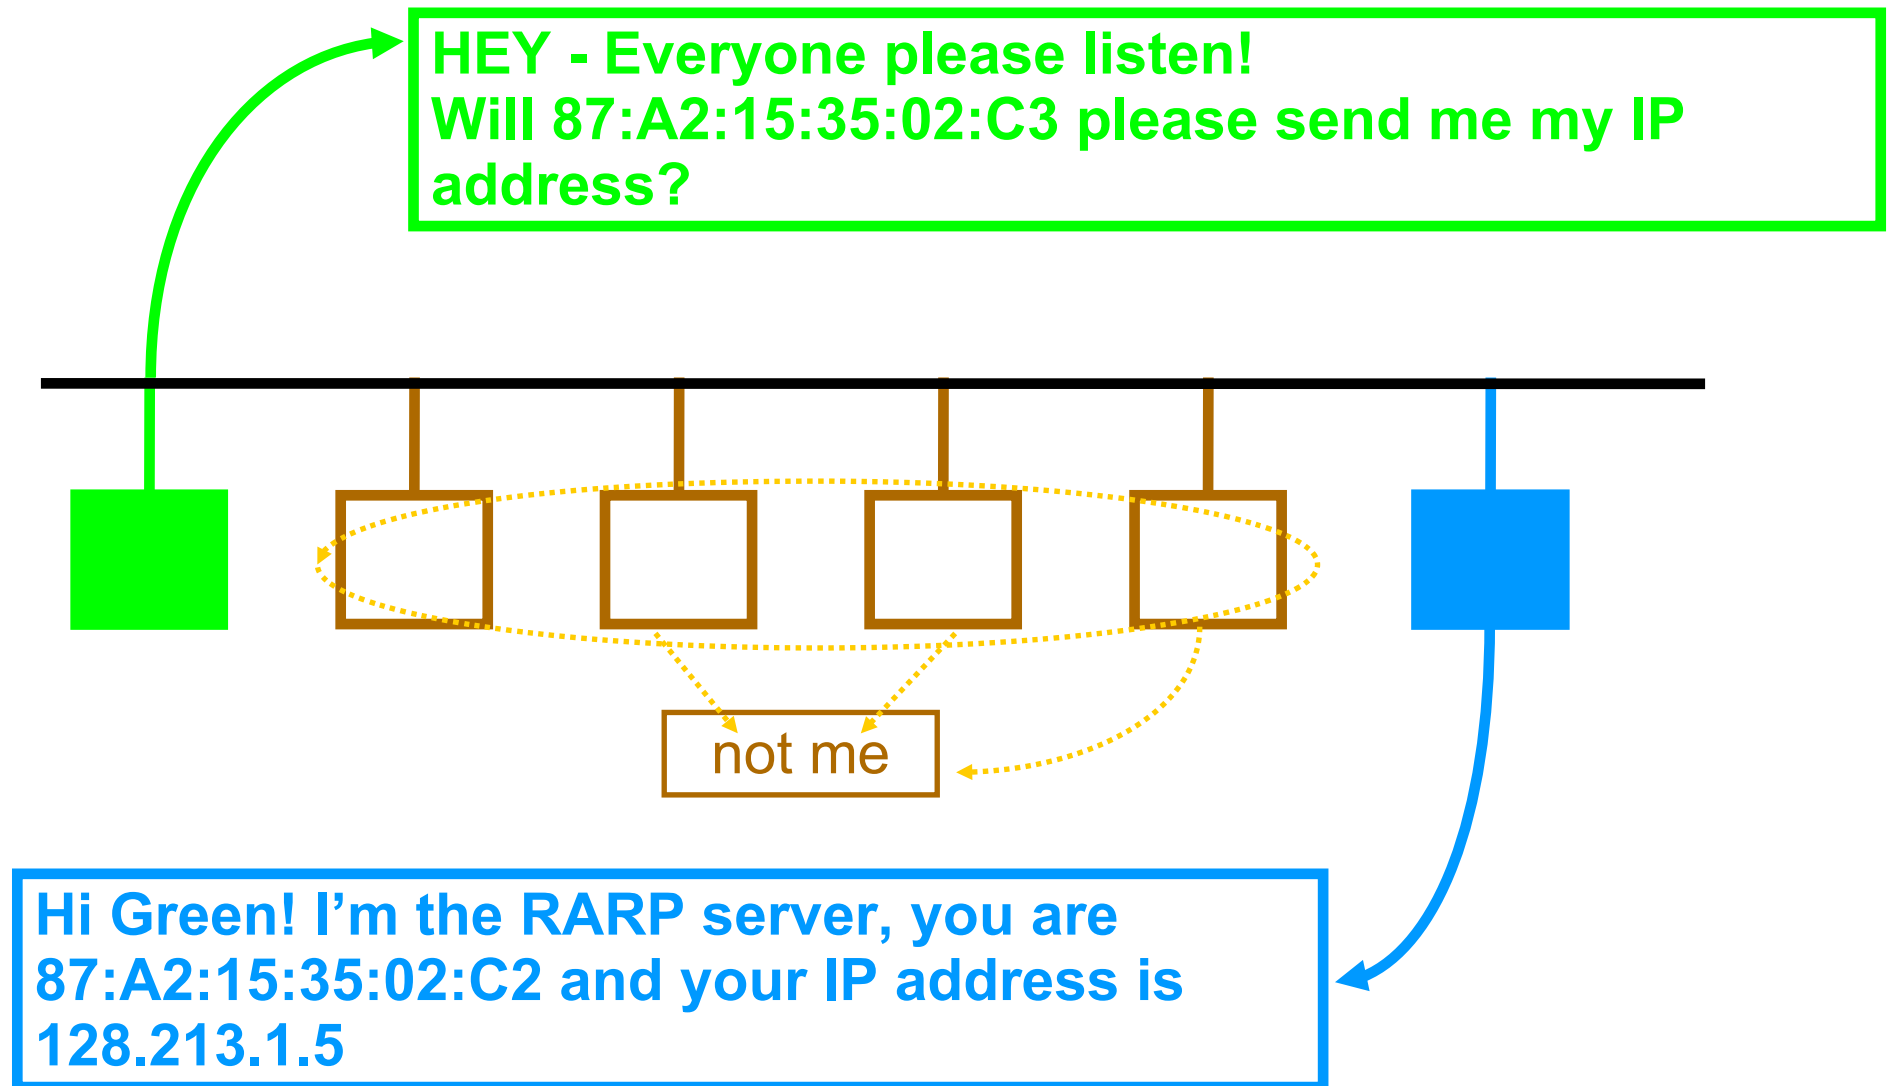 HEY - Everyone please listen!
Will 87:A2:15:35:02:C3 please send me my IP
address?
not me
Hi Green! I’m the RARP server, you are
87:A2:15:35:02:C2 and your IP address is
128.213.1.5